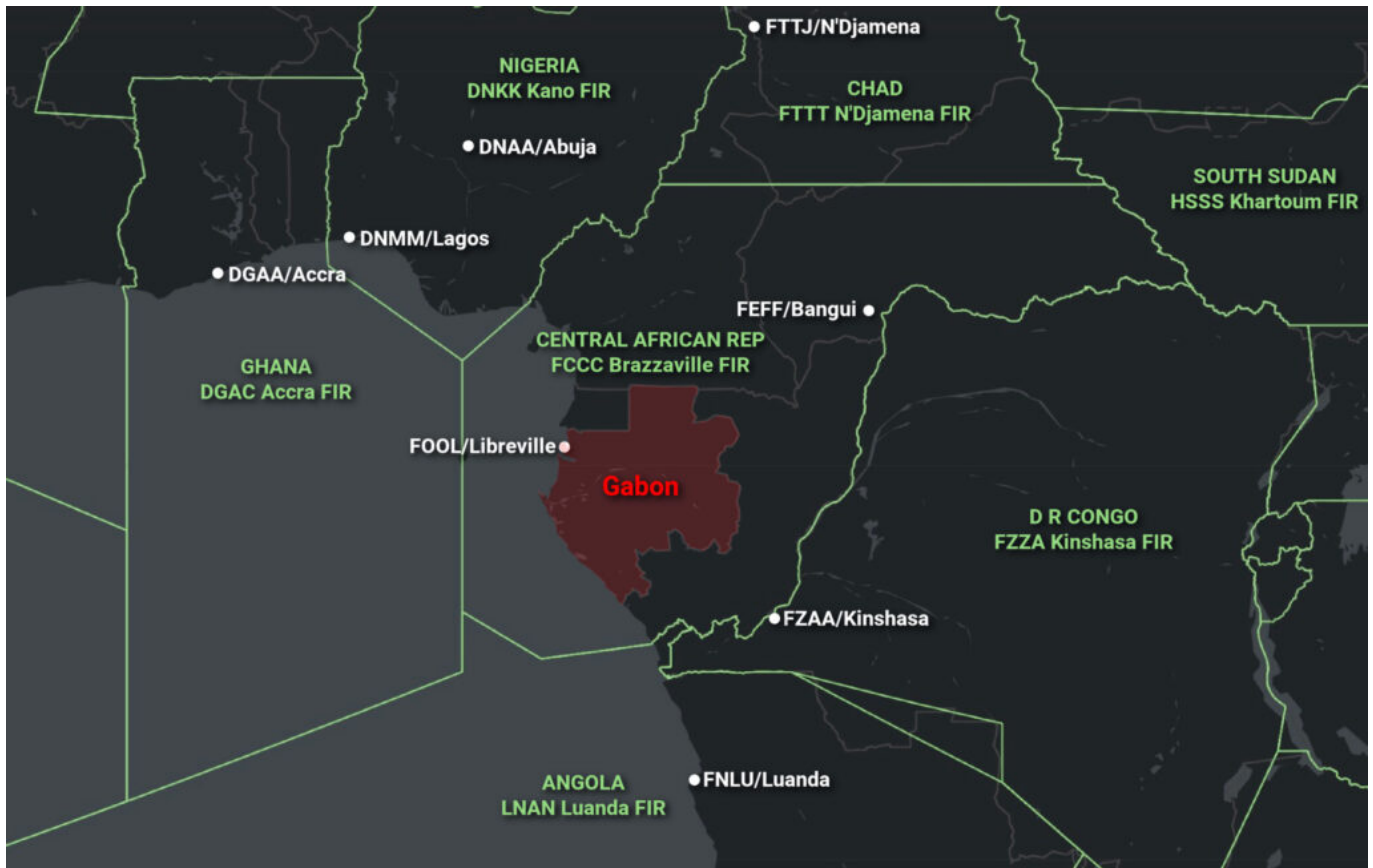 FTTJ/N'Djamena
NIGERIA
DNKK Kano FIR
CHAD
FTTT N'Djamena FIR
DNAA/Abuja
SOUTH SUDAN
HSSS Khartoum FIR
DNMM/Lagos
DGAA/Accra
FEFF/Bangui
CENTRAL AFRICAN REP
FCCC Brazzaville FIR
GHANA
DGAC Accra FIR
FOOL/Libreville
Gabon
D R CONGO
FZZA Kinshasa FIR
FZAA/Kinshasa
FNLU/Luanda
ANGOLA
LNAN Luanda FIR